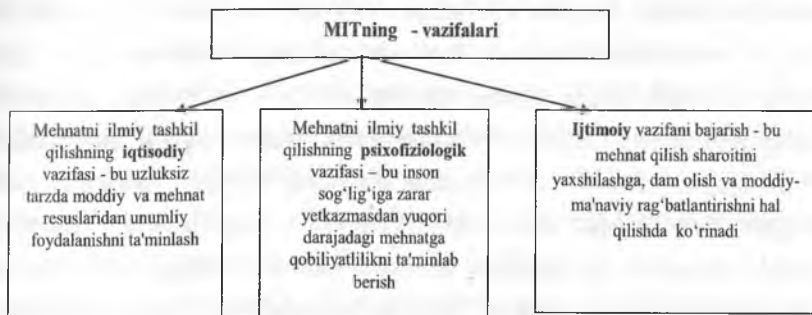 MITning - vazifalari
Mehnatni ilmiy tashkil
qilishning iqtisodiy
vazifasi - bu uzluksiz
tarzda moddiy va mehnat
resuslaridan unumliy
foydalanishni ta'minlash
Mehnatni ilmiy tashkil
qilishning psixofiziologik
vazifasi – bu inson
sog‘lig‘iga zarar
yetkazmasdan yuqori
darajadagi mehnatga
qobiliyatlilikni ta'minlab
berish
Ijtimoiy vazifani bajarish - bu
mehnat qilish sharoitini
yaxshilashga, dam olish va moddiy-
ma'naviy rag‘batlantirishni hal
qilishda ko‘rinadi